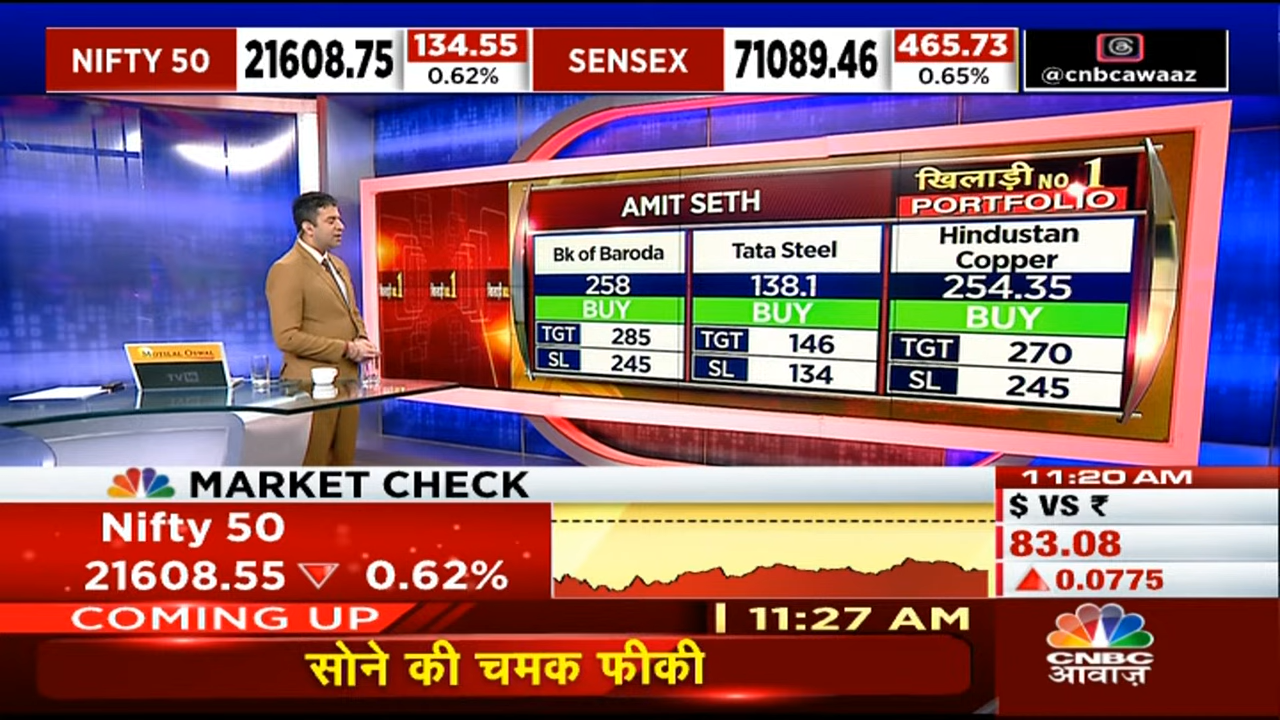 NIFTY 50 21608.75 134.55 0.62% SENSEX 71089.46 465.73 0.65% @cnbcawaaz
AMIT SETH
खिलाड़ी NO. 1
PORTFOLIO
Bk of Baroda Tata Steel Hindustan Copper
258 138.1 254.35
BUY BUY BUY
TGT 285 TGT 146 TGT 270
SL 245 SL 134 SL 245
MOTILAL OSWAL
TV18
MARKET CHECK
11:20 AM
Nifty 50
21608.55 0.62%
$ VS ₹
83.08
0.0775
COMING UP 11:27 AM
सोने की चमक फीकी
CNBC
आवाज़